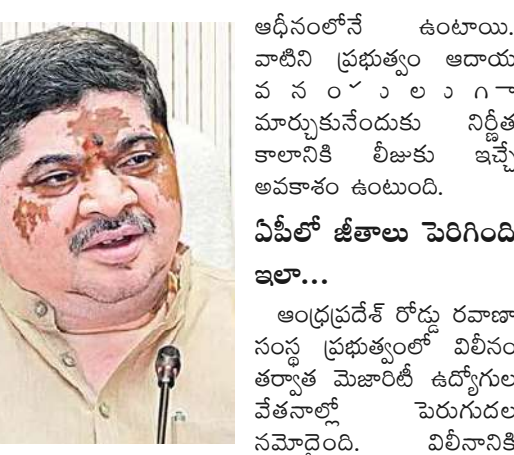 ఆధీనంలోనే ఉంటాయి.
వాటిని ప్రభుత్వం ఆదాయ
మార్చుకునేందుకు నిర్ణీత
కాలానికి లీజుకు ఇచ్చే
అవకాశం ఉంటుంది.
ఏపీలో జీతాలు పెరిగింది
ఇలా...
ఆంధ్రప్రదేశ్ రోడ్డు రవాణా
సంస్థ ప్రభుత్వంలో విలీనం
తర్వాత మెజారిటీ ఉద్యోగుల
వేతనాల్లో పెరుగుదల
నమోదైంది. విలీనానికి